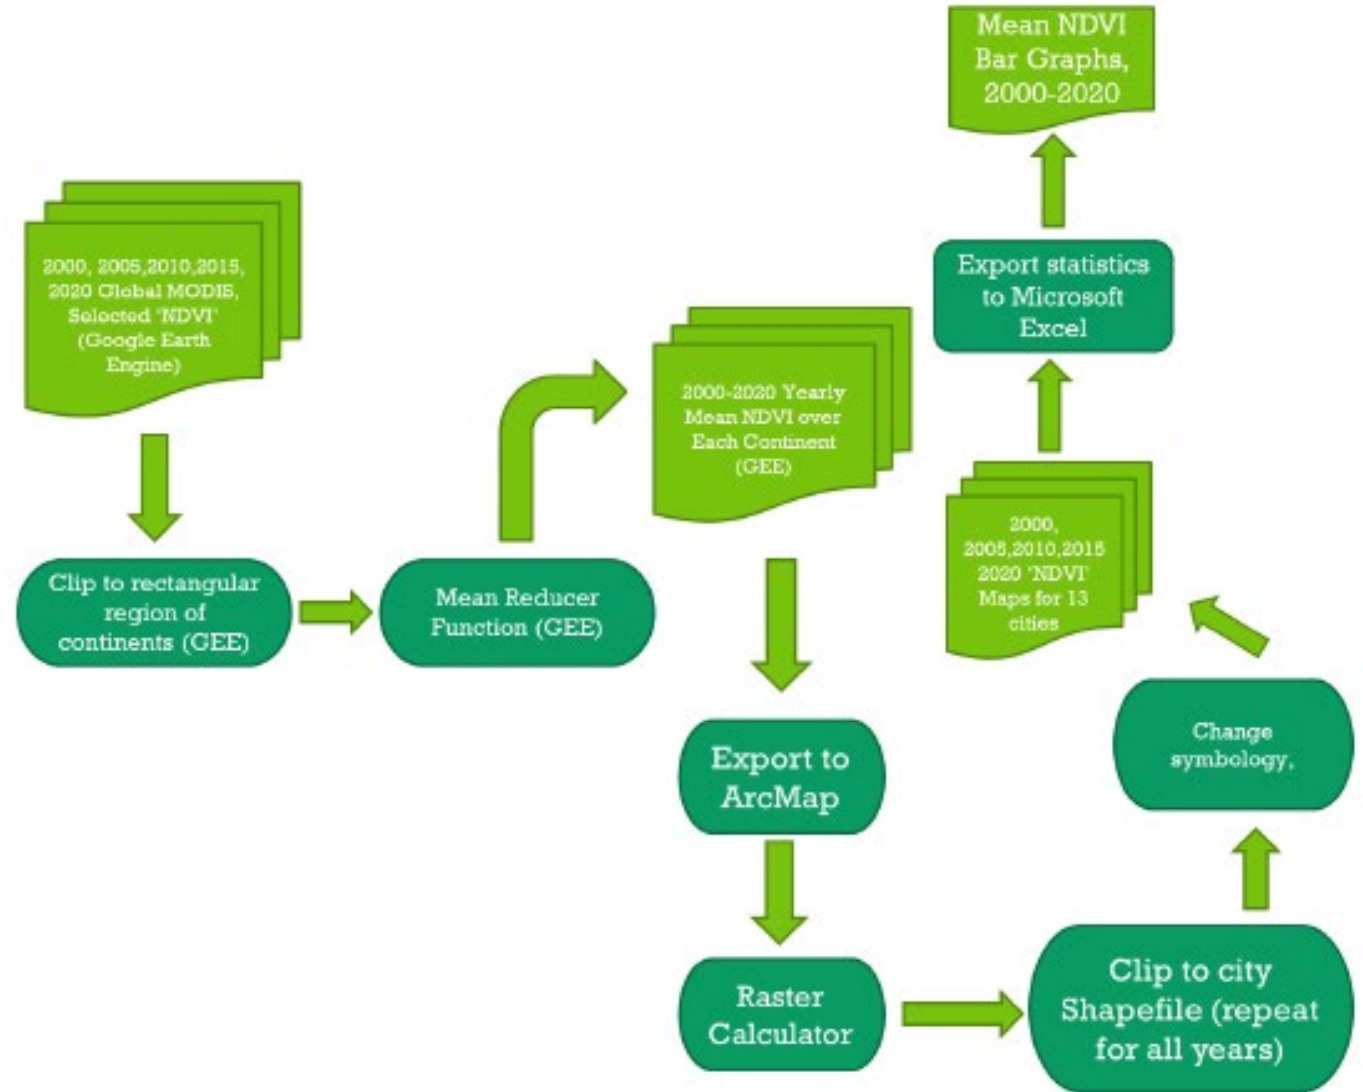 2000, 2005,2010,2015,
2020 Global MODIS,
Selected 'NDVI'
(Google Earth
Engine)
Clip to rectangular
region of
continents (GEE)
Mean Reducer
Function (GEE)
2000-2020 Yearly
Mean NDVI over
Each Continent
(GEE)
Export to
ArcMap
Raster
Calculator
Clip to city
Shapefile (repeat
for all years)
Change
symbology,
2000,
2005,2010,2015
2020 'NDVI'
Maps for 13
cities
Export statistics
to Microsoft
Excel
Mean NDVI
Bar Graphs,
2000-2020